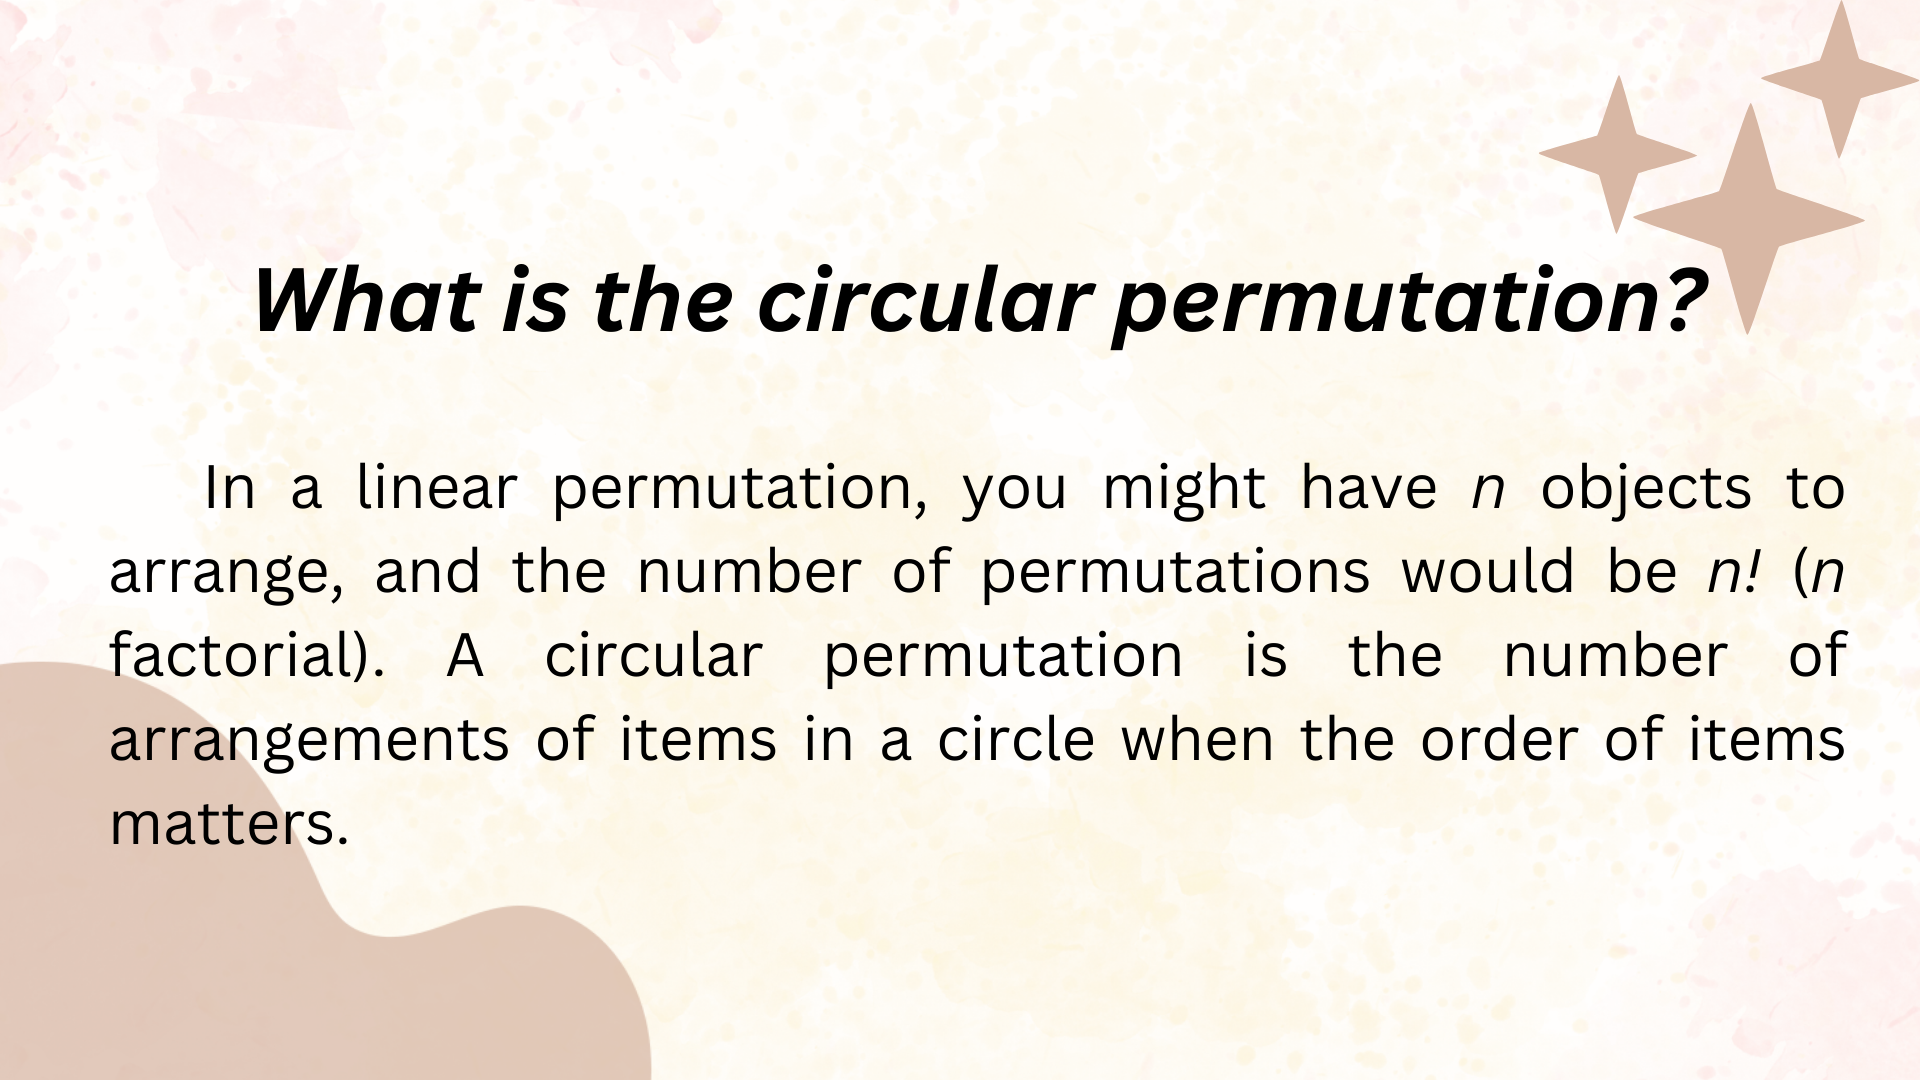 What is the circular permutation?
In a linear permutation, you might have n objects to
arrange, and the number of permutations would be n! (n
factorial). A circular permutation is the number of
arrangements of items in a circle when the order of items
matters.